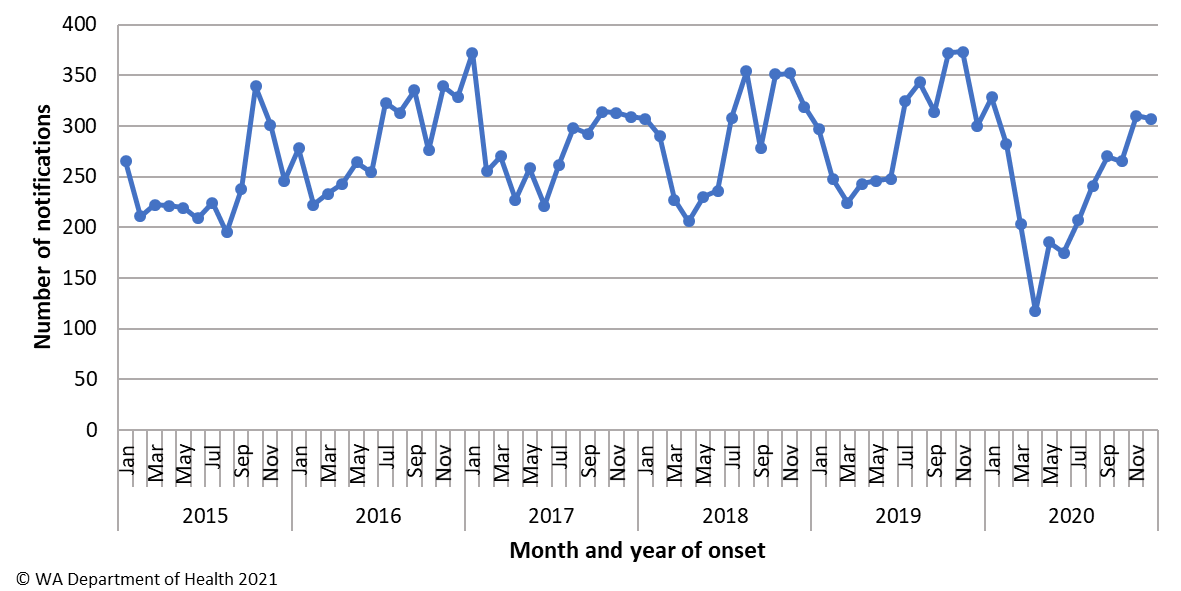 400
350
300
250
200
150
100
50
0
Number of notifications
Jan Mar May Jul Sep Nov Jan Mar May Jul Sep Nov Jan Mar May Jul Sep Nov Jan Mar May Jul Sep Nov Jan Mar May Jul Sep Nov Jan Mar May Jul Sep Nov
2015 2016 2017 2018 2019 2020
Month and year of onset
© WA Department of Health 2021